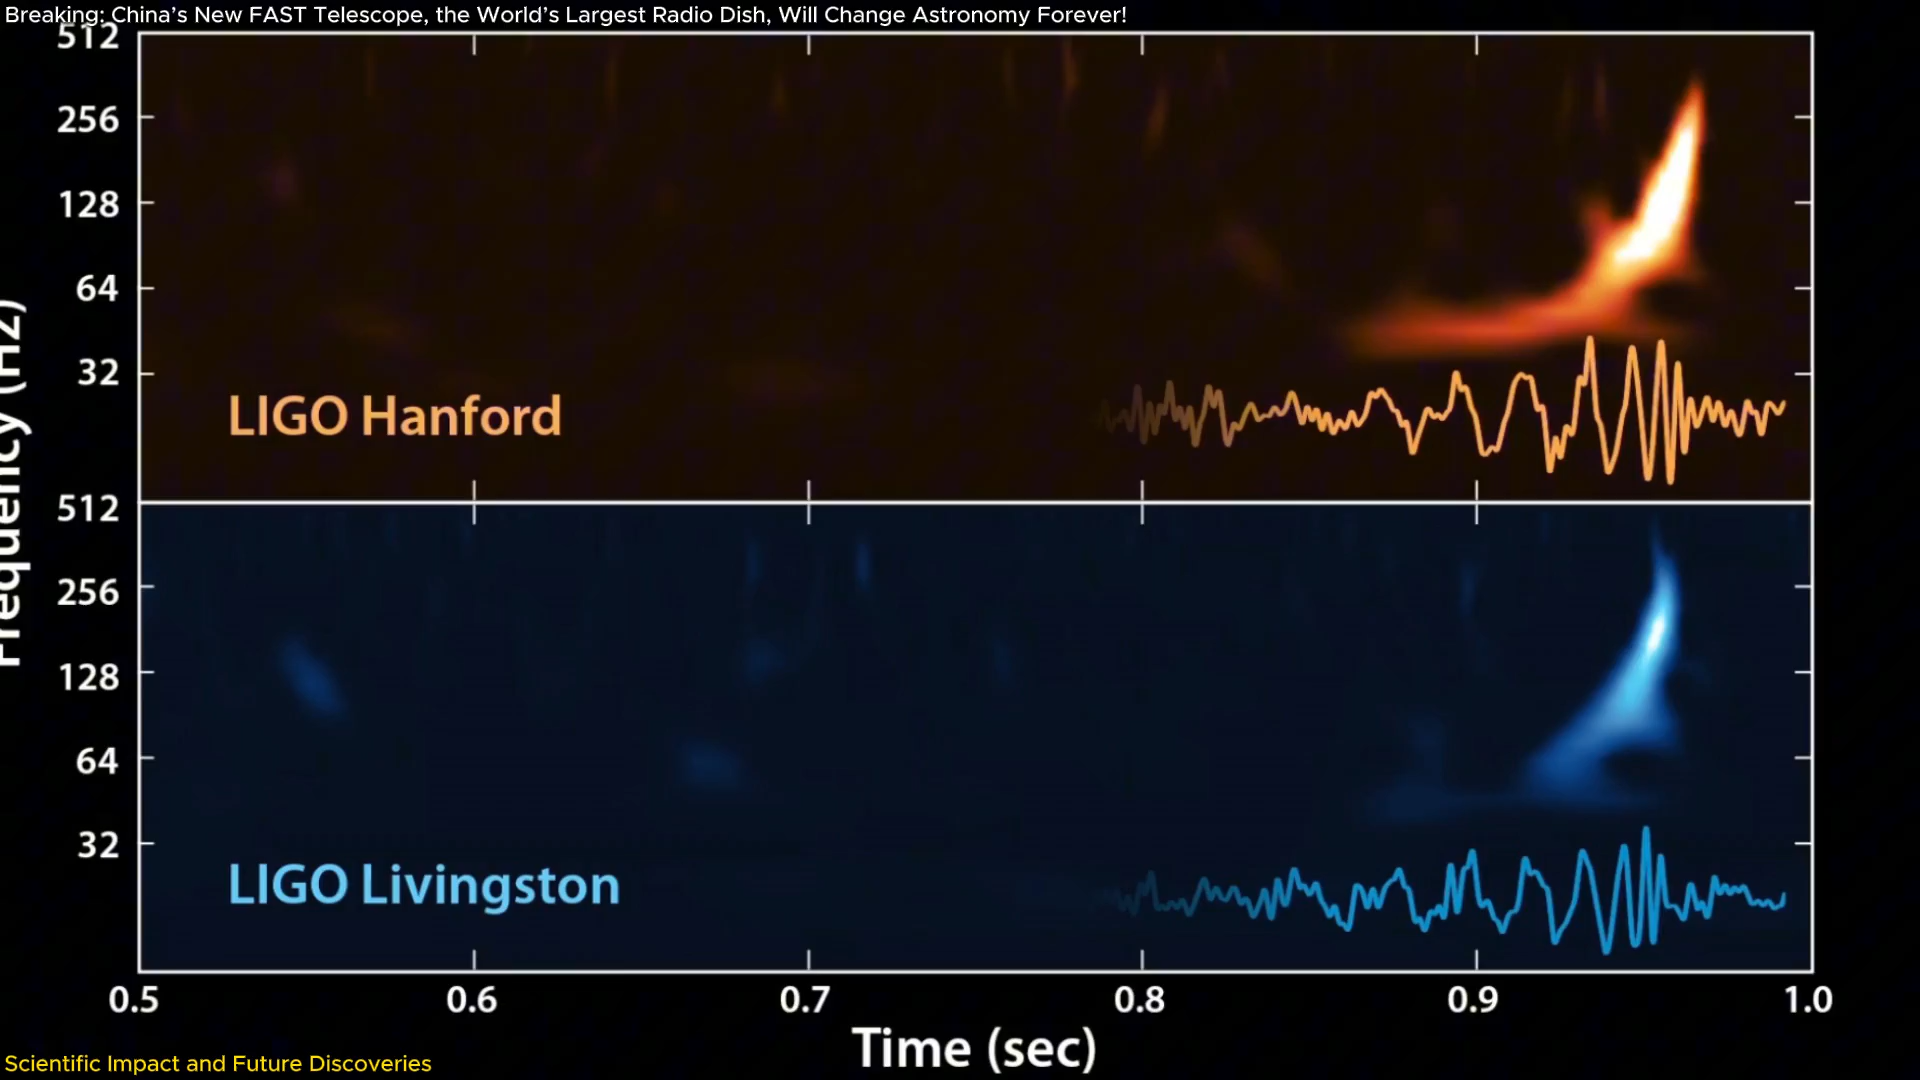 Breaking: China's New FAST Telescope, the World's Largest Radio Dish, Will Change Astronomy Forever!
512
256
128
64
32
LIGO Hanford
Frequency (Hz)
512
256
128
64
32
LIGO Livingston
0.5 0.6 0.7 0.8 0.9 1.0
Time (sec)
Scientific Impact and Future Discoveries